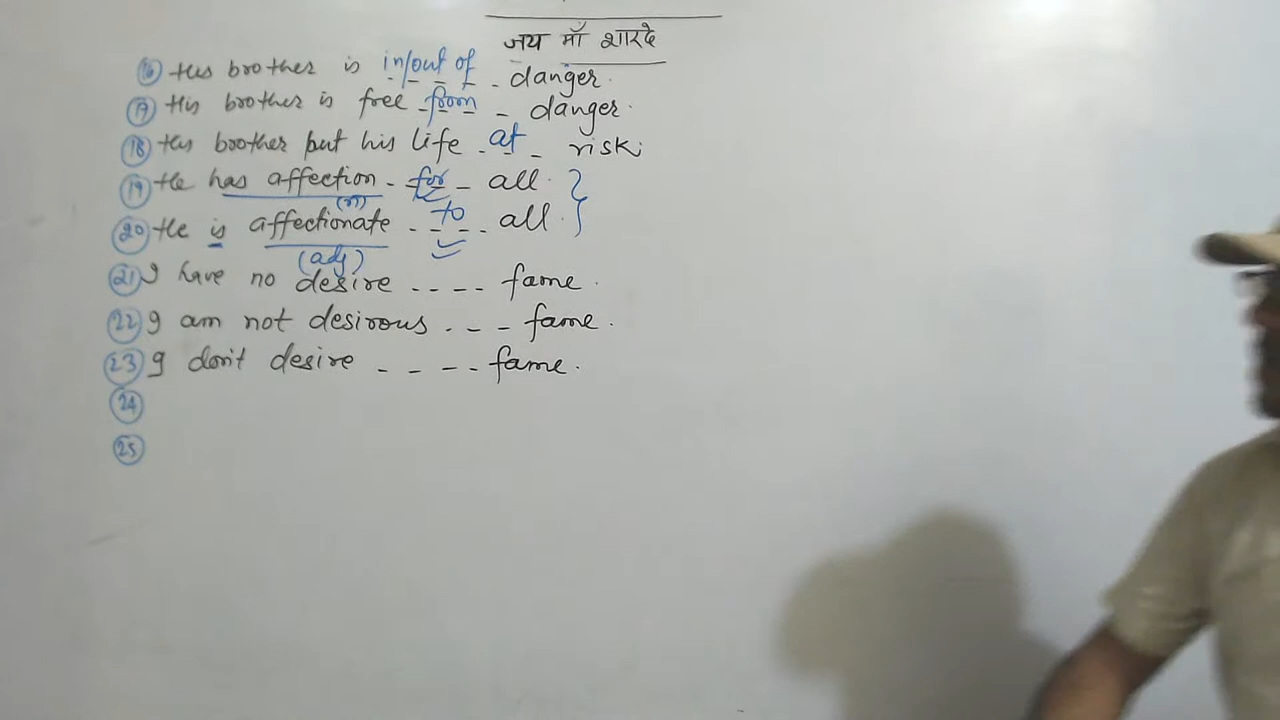 जय माँ शारदे
(16) His brother is in/out of danger.
(17) His brother is free from danger.
(18) His brother put his life at risk.
(19) He has affection for all.
(n)
(20) He is affectionate to all.
(adj)
(21) I have no desire .... fame.
(22) I am not desirous . - - fame.
(23) I don't desire - - - - fame.
(24)
(25)